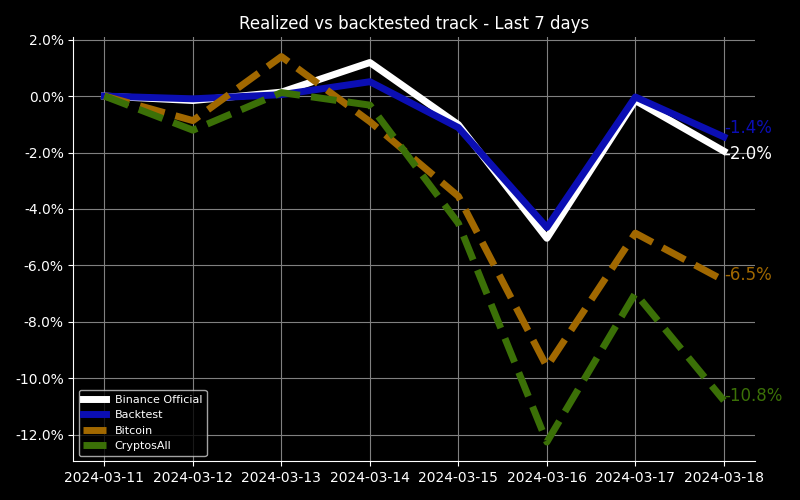 Realized vs backtested track - Last 7 days
2.0%
0.0%
-2.0%
-4.0%
-6.0%
-8.0%
-10.0%
-12.0%
-1.4%
-2.0%
-6.5%
-10.8%
Binance Official
Backtest
Bitcoin
CryptosAll
2024-03-11 2024-03-12 2024-03-13 2024-03-14 2024-03-15 2024-03-16 2024-03-17 2024-03-18